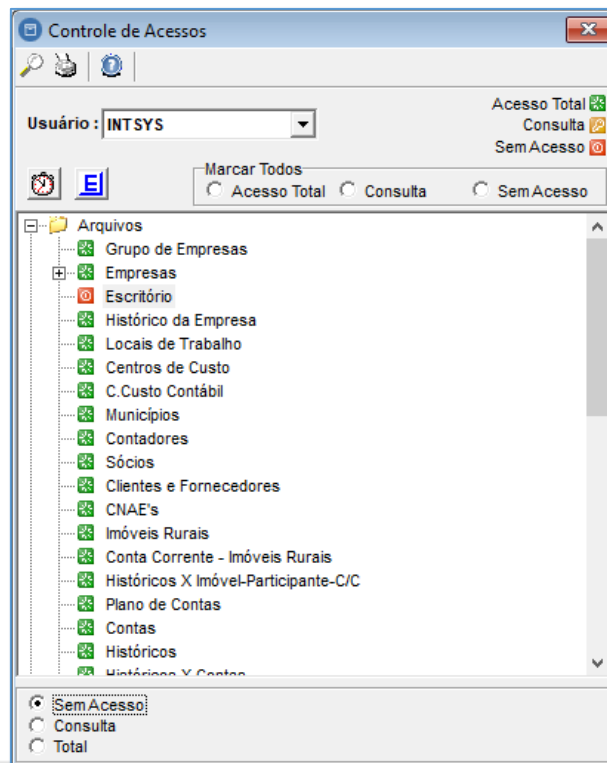 Controle de Acessos
Usuário : INTSYS
Acesso Total
Consulta
Sem Acesso
Marcar Todos
Acesso Total Consulta Sem Acesso
E
Arquivos
Grupo de Empresas
Empresas
Escritório
Histórico da Empresa
Locais de Trabalho
Centros de Custo
C.Custo Contábil
Municípios
Contadores
Sócios
Clientes e Fornecedores
CNAE's
Imóveis Rurais
Conta Corrente - Imóveis Rurais
Históricos X Imóvel-Participante-C/C
Plano de Contas
Contas
Históricos
Históricos X Contas
Sem Acesso
Consulta
Total